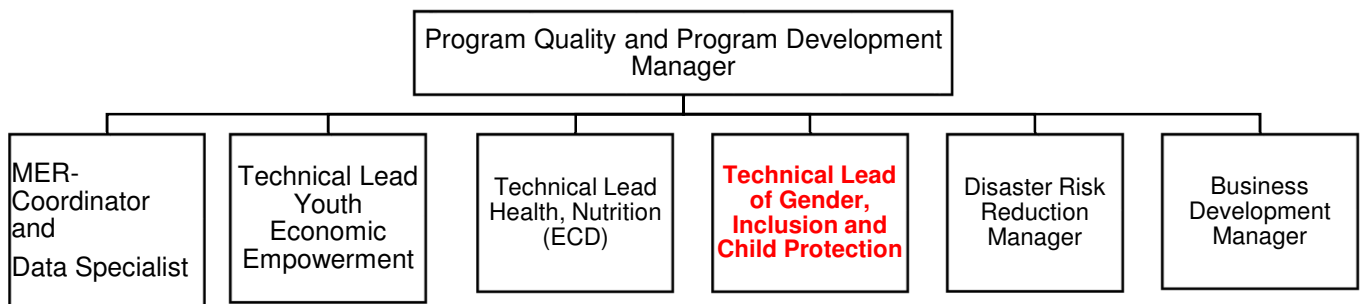 Program Quality and Program Development
Manager
MER-
Coordinator
and
Data Specialist
Technical Lead
Youth
Economic
Empowerment
Technical Lead
Health, Nutrition
(ECD)
Technical Lead
of Gender,
Inclusion and
Child Protection
Disaster Risk
Reduction
Manager
Business
Development
Manager